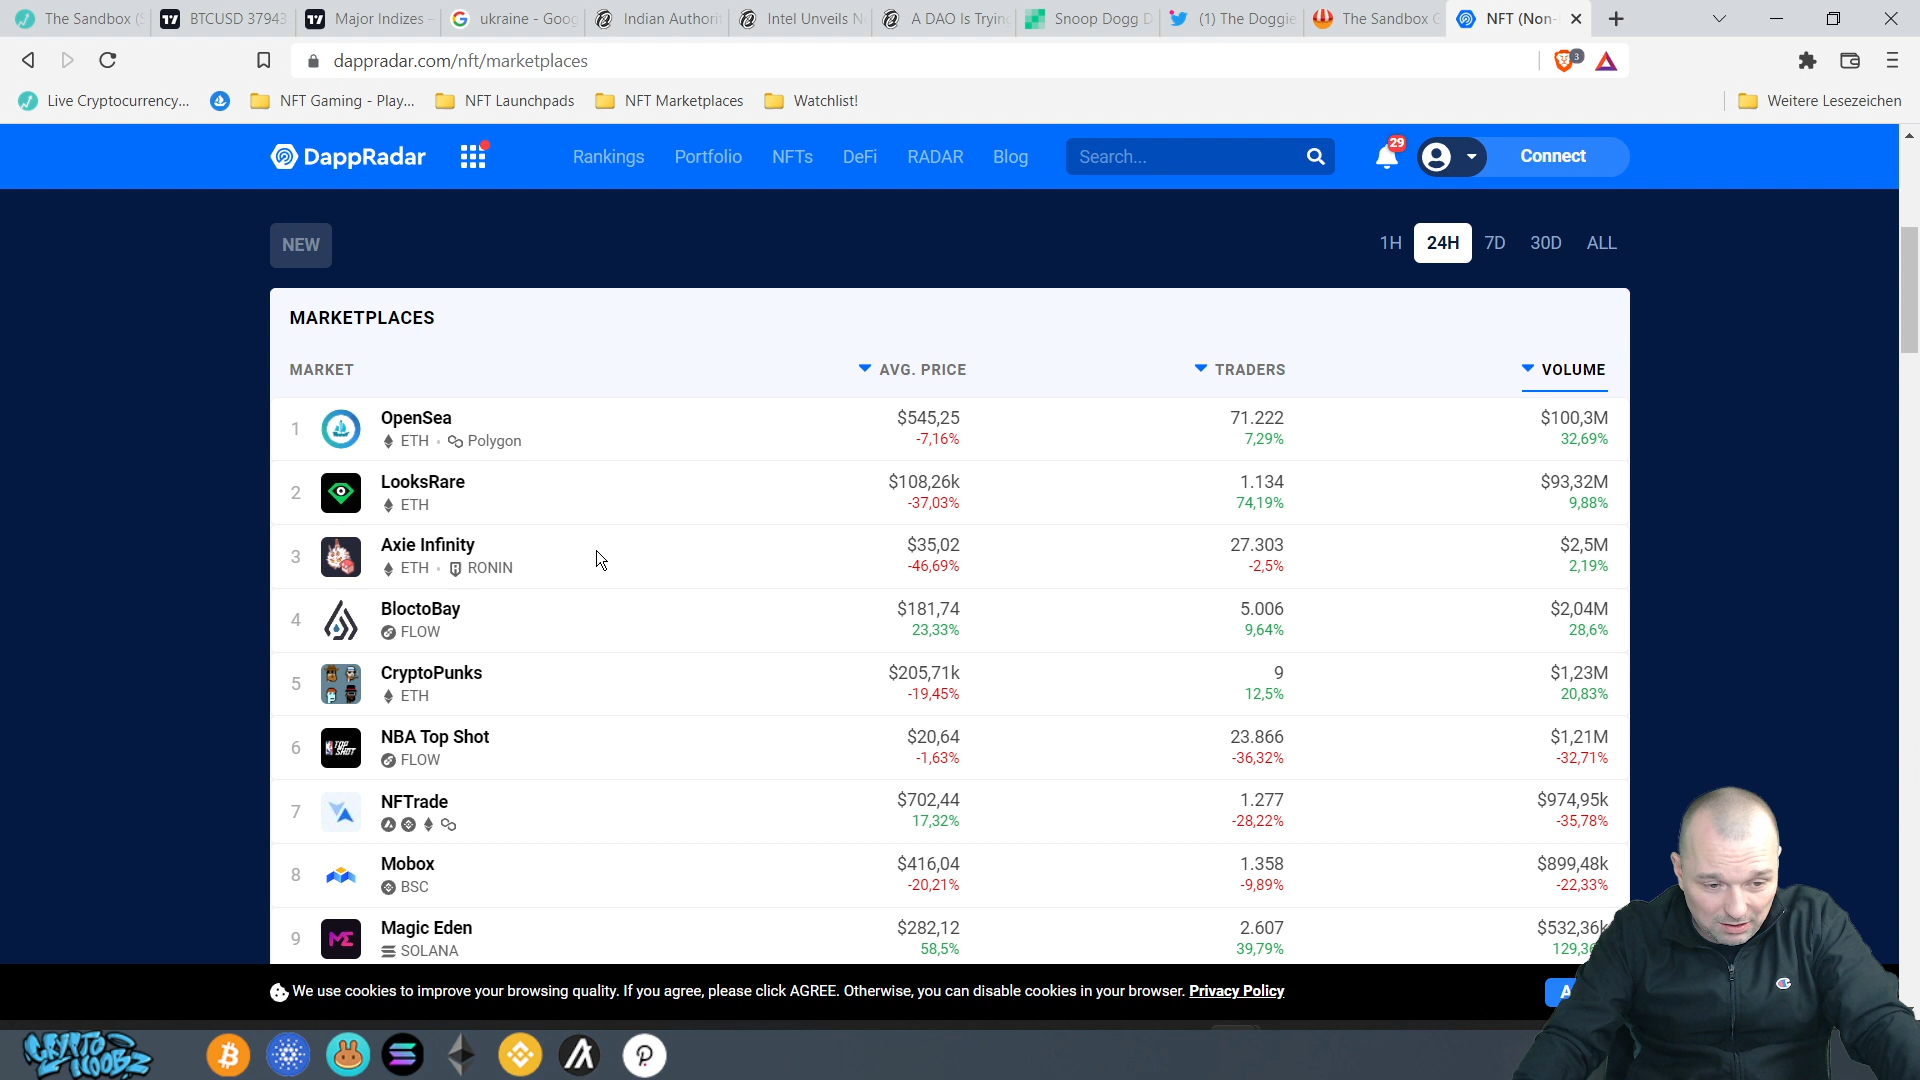 The Sandbox (S
BTCUSD 37943
Major Indizes -
ukraine - Goog
Indian Authorit
Intel Unveils N
A DAO Is Tryin
Snoop Dogg D
(1) The Doggie
The Sandbox G
NFT (Non-
dappradar.com/nft/marketplaces
3
Live Cryptocurrency...
NFT Gaming - Play...
NFT Launchpads
NFT Marketplaces
Watchlist!
Weitere Lesezeichen
DappRadar
Rankings
Portfolio
NFTs
DeFi
RADAR
Blog
Search...
29
Connect
NEW
1H
24H
7D
30D
ALL
MARKETPLACES
MARKET
AVG. PRICE
TRADERS
VOLUME
1
OpenSea
ETH
Polygon
$545,25
-7,16%
71.222
7,29%
$100,3M
32,69%
2
LooksRare
ETH
$108,26k
-37,03%
1.134
74,19%
$93,32M
9,88%
3
Axie Infinity
ETH
RONIN
$35,02
-46,69%
27.303
-2,5%
$2,5M
2,19%
4
BloctoBay
FLOW
$181,74
23,33%
5.006
9,64%
$2,04M
28,6%
5
CryptoPunks
ETH
$205,71k
-19,45%
9
12,5%
$1,23M
20,83%
6
TOP
SHOT
NBA Top Shot
FLOW
$20,64
-1,63%
23.866
-36,32%
$1,21M
-32,71%
7
NFTrade
$702,44
17,32%
1.277
-28,22%
$974,95k
-35,78%
8
Mobox
BSC
$416,04
-20,21%
1.358
-9,89%
$899,48k
-22,33%
9
ME
Magic Eden
SOLANA
$282,12
58,5%
2.607
39,79%
$532,36k
129,36
We use cookies to improve your browsing quality. If you agree, please click AGREE. Otherwise, you can disable cookies in your browser. Privacy Policy
A
CRYPTO
NOOBZ